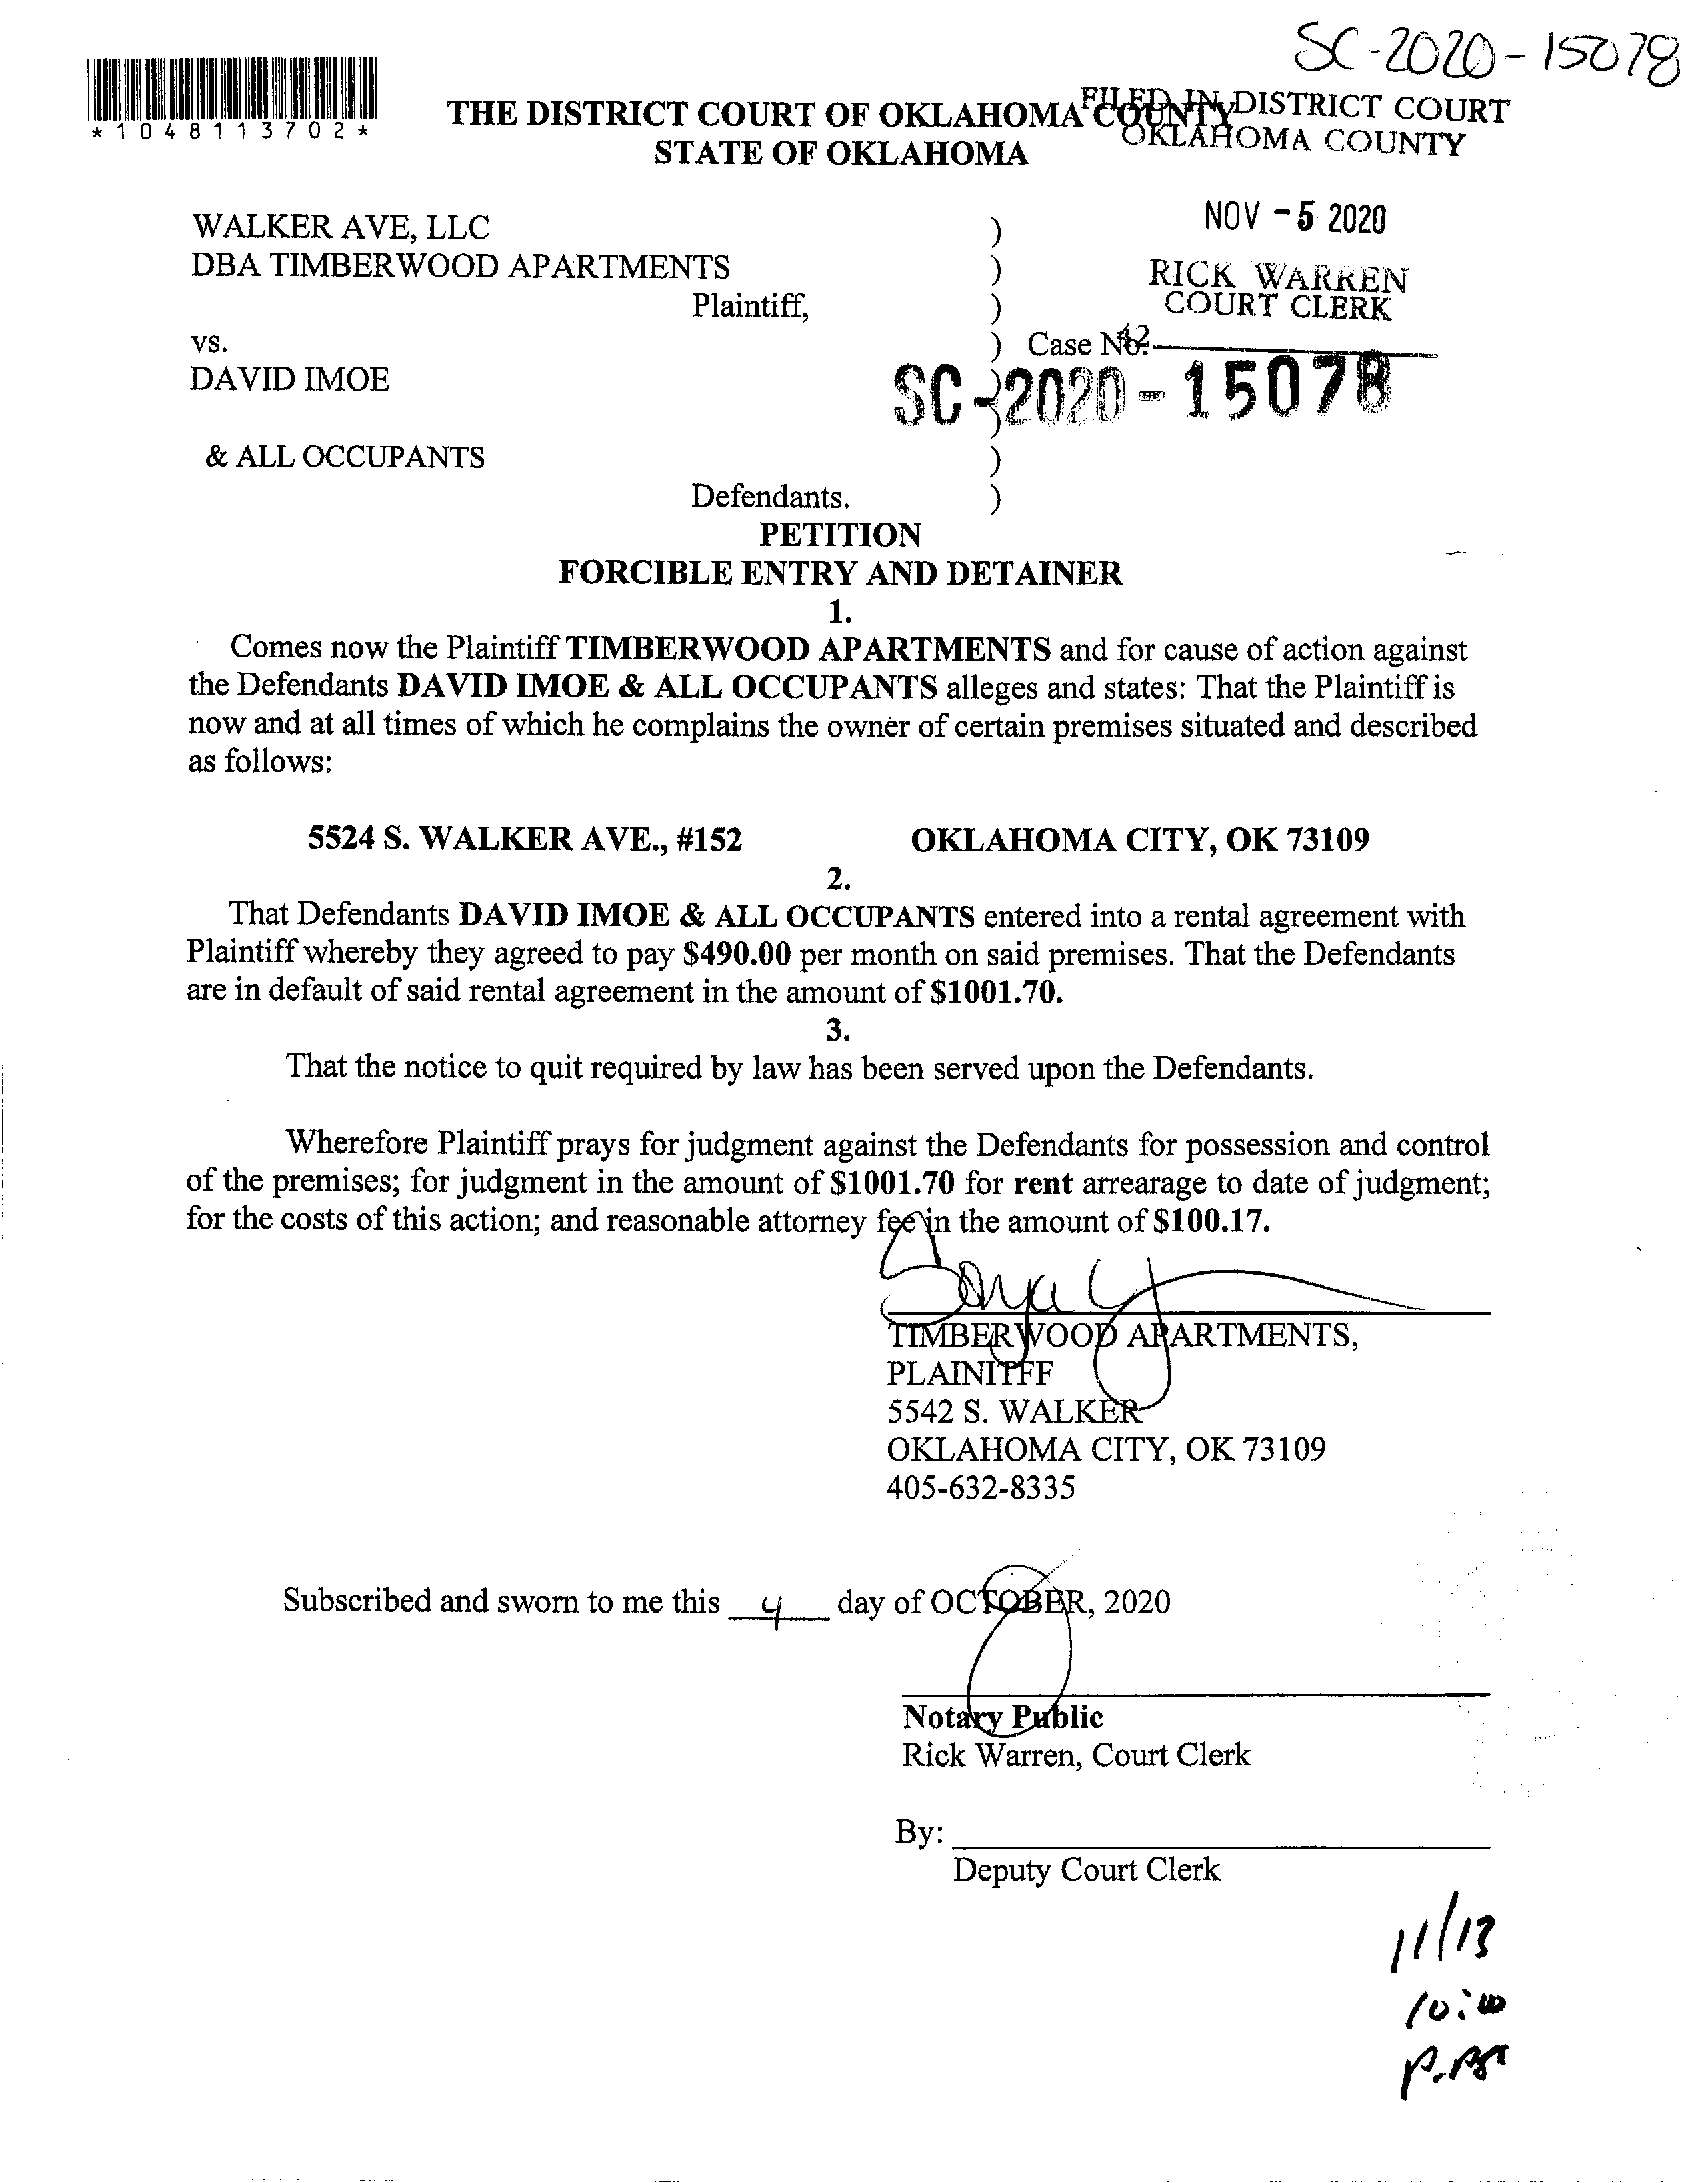 SC-2020-15078
*1048113702*
THE DISTRICT COURT OF OKLAHOMA COUNTY
STATE OF OKLAHOMA
FILED IN DISTRICT COURT
OKLAHOMA COUNTY
NOV -5 2020
RICK WARREN
COURT CLERK
42
WALKER AVE, LLC )
DBA TIMBERWOOD APARTMENTS )
Plaintiff, )
vs. ) Case No.
DAVID IMOE )
SC-2020-15078
& ALL OCCUPANTS )
Defendants. )
PETITION
FORCIBLE ENTRY AND DETAINER
1.
Comes now the Plaintiff TIMBERWOOD APARTMENTS and for cause of action against
the Defendants DAVID IMOE & ALL OCCUPANTS alleges and states: That the Plaintiff is
now and at all times of which he complains the owner of certain premises situated and described
as follows:
5524 S. WALKER AVE., #152 OKLAHOMA CITY, OK 73109
2.
That Defendants DAVID IMOE & ALL OCCUPANTS entered into a rental agreement with
Plaintiff whereby they agreed to pay $490.00 per month on said premises. That the Defendants
are in default of said rental agreement in the amount of $1001.70.
3.
That the notice to quit required by law has been served upon the Defendants.
Wherefore Plaintiff prays for judgment against the Defendants for possession and control
of the premises; for judgment in the amount of $1001.70 for rent arrearage to date of judgment;
for the costs of this action; and reasonable attorney fee in the amount of $100.17.
TIMBERWOOD APARTMENTS,
PLAINITFF
5542 S. WALKER
OKLAHOMA CITY, OK 73109
405-632-8335
Subscribed and sworn to me this 4 day of OCTOBER, 2020
Notary Public
Rick Warren, Court Clerk
By:
Deputy Court Clerk
11/13
10:00